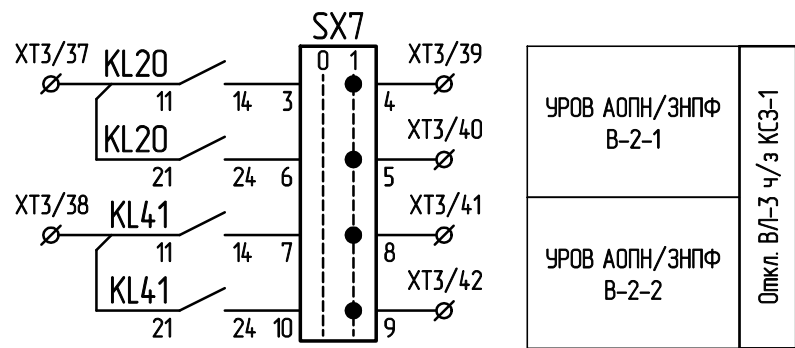 SX7
XT3/37 KL20 0 1 XT3/39
11 14 3 4
KL20 XT3/40
21 24 6 5
XT3/38 KL41 XT3/41
11 14 7 8
KL41 XT3/42
21 24 10 9
УРОВ АОПН/ЗНПФ
В-2-1
УРОВ АОПН/ЗНПФ
В-2-2
Откл. ВЛ-3 ч/з КСЗ-1